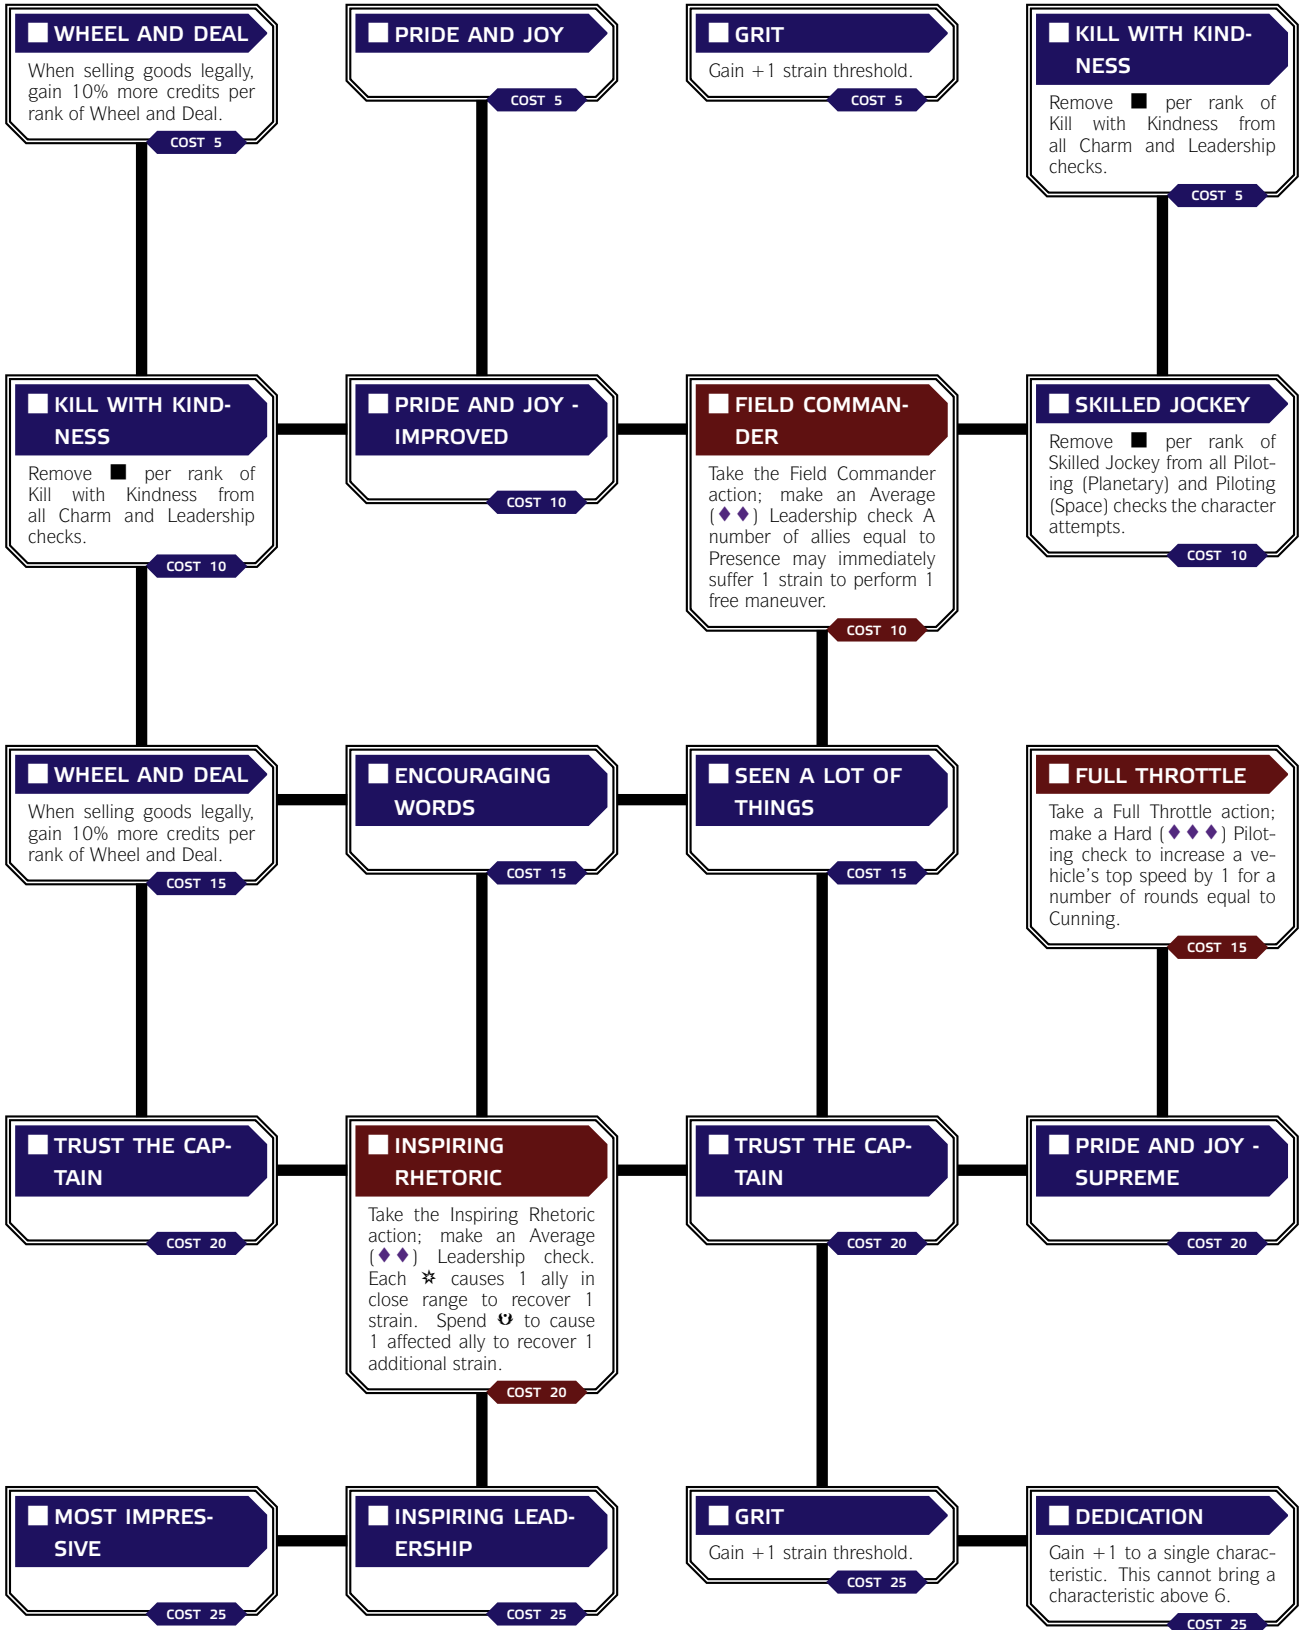 WHEEL AND DEAL
When selling goods legally,
gain 10% more credits per
rank of Wheel and Deal.
COST 5
PRIDE AND JOY
COST 5
GRIT
Gain +1 strain threshold.
COST 5
KILL WITH KIND-
NESS
Remove ■ per rank of
Kill with Kindness from
all Charm and Leadership
checks.
COST 5
KILL WITH KIND-
NESS
Remove ■ per rank of
Kill with Kindness from
all Charm and Leadership
checks.
COST 10
PRIDE AND JOY -
IMPROVED
COST 10
FIELD COMMAN-
DER
Take the Field Commander
action; make an Average
(♦♦) Leadership check A
number of allies equal to
Presence may immediately
suffer 1 strain to perform 1
free maneuver.
COST 10
SKILLED JOCKEY
Remove ■ per rank of
Skilled Jockey from all Pilot-
ing (Planetary) and Piloting
(Space) checks the character
attempts.
COST 10
WHEEL AND DEAL
When selling goods legally,
gain 10% more credits per
rank of Wheel and Deal.
COST 15
ENCOURAGING
WORDS
COST 15
SEEN A LOT OF
THINGS
COST 15
FULL THROTTLE
Take a Full Throttle action;
make a Hard (♦♦♦) Pilot-
ing check to increase a ve-
hicle's top speed by 1 for a
number of rounds equal to
Cunning.
COST 15
TRUST THE CAP-
TAIN
COST 20
INSPIRING
RHETORIC
Take the Inspiring Rhetoric
action; make an Average
(♦♦) Leadership check.
Each causes 1 ally in
close range to recover 1
strain. Spend to cause
1 affected ally to recover 1
additional strain.
COST 20
TRUST THE CAP-
TAIN
COST 20
PRIDE AND JOY -
SUPREME
COST 20
MOST IMPRES-
SIVE
COST 25
INSPIRING LEAD-
ERSHIP
COST 25
GRIT
Gain +1 strain threshold.
COST 25
DEDICATION
Gain +1 to a single charac-
teristic. This cannot bring a
characteristic above 6.
COST 25